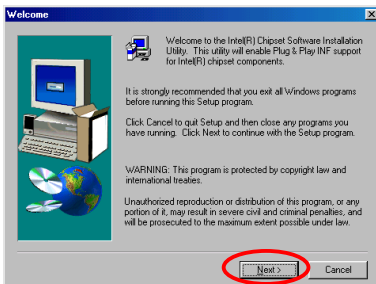 Welcome
Welcome to the Intel(R) Chipset Software Installation
Utility. This utility will enable Plug & Play INF support
for Intel(R) chipset components.
It is strongly recommended that you exit all Windows programs
before running this Setup program.
Click Cancel to quit Setup and then close any programs you
have running. Click Next to continue with the Setup program.
WARNING: This program is protected by copyright law and
international treaties.
Unauthorized reproduction or distribution of this program, or any
portion of it, may result in severe civil and criminal penalties, and
will be prosecuted to the maximum extent possible under law.
Next > Cancel